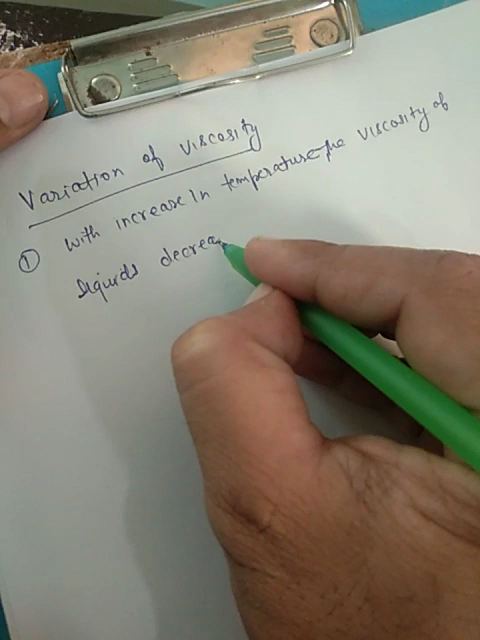 Variation of viscosity
① With increase in temperature the viscosity of
liquids decrea